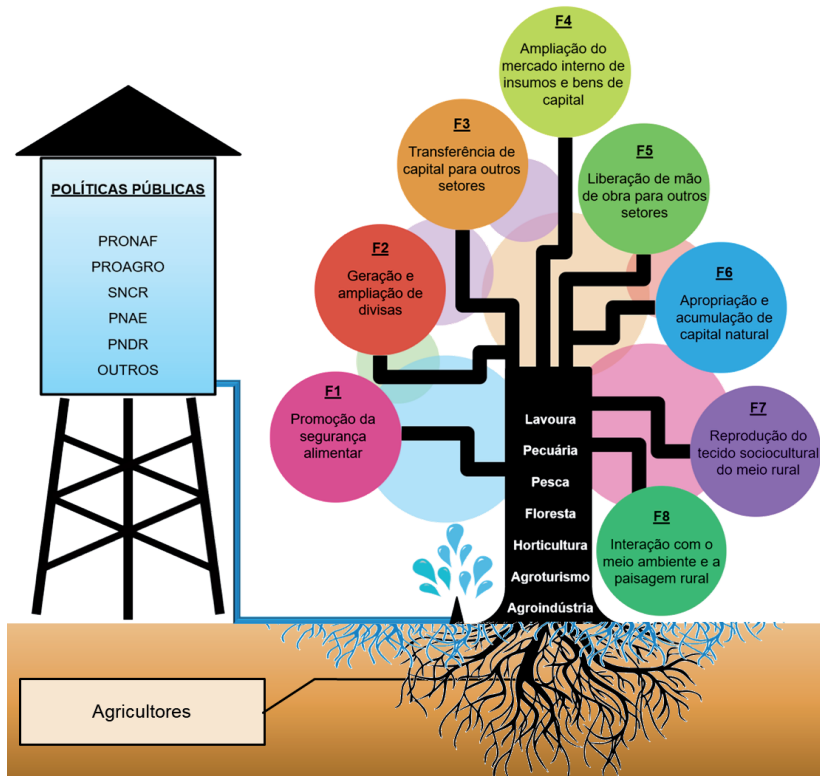 POLÍTICAS PÚBLICAS
PRONAF
PROAGRO
SNCR
PNAE
PNDR
OUTROS
F1
Promoção da
segurança
alimentar
F2
Geração e
ampliação de
divisas
F3
Transferência de
capital para outros
setores
F4
Ampliação do
mercado interno de
insumos e bens de
capital
F5
Liberação de mão
de obra para outros
setores
F6
Apropriação e
acumulação de
capital natural
F7
Reprodução do
tecido sociocultural
do meio rural
F8
Interação com o
meio ambiente e a
paisagem rural
Lavoura
Pecuária
Pesca
Floresta
Horticultura
Agroturismo
Agroindústria
Agricultores